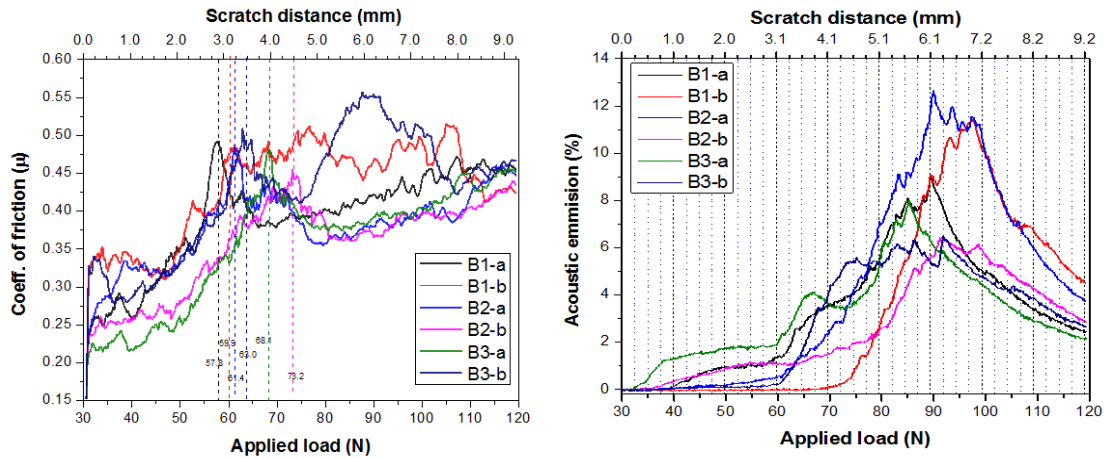 Scratch distance (mm)
0.0 1.0 2.0 3.0 4.0 5.0 6.0 7.0 8.0 9.0
0.60
0.55
0.50
0.45
0.40
0.35
0.30
0.25
0.20
0.15
Coeff. of friction (μ)
B1-a
B1-b
B2-a
B2-b
B3-a
B3-b
59.9
68.1
57.8
63.0
61.4
73.2
30 40 50 60 70 80 90 100 110 120
Applied load (N)
Scratch distance (mm)
0.0 1.0 2.0 3.1 4.1 5.1 6.1 7.2 8.2 9.2
14
12
10
8
6
4
2
0
Acoustic emmision (%)
B1-a
B1-b
B2-a
B2-b
B3-a
B3-b
30 40 50 60 70 80 90 100 110 120
Applied load (N)